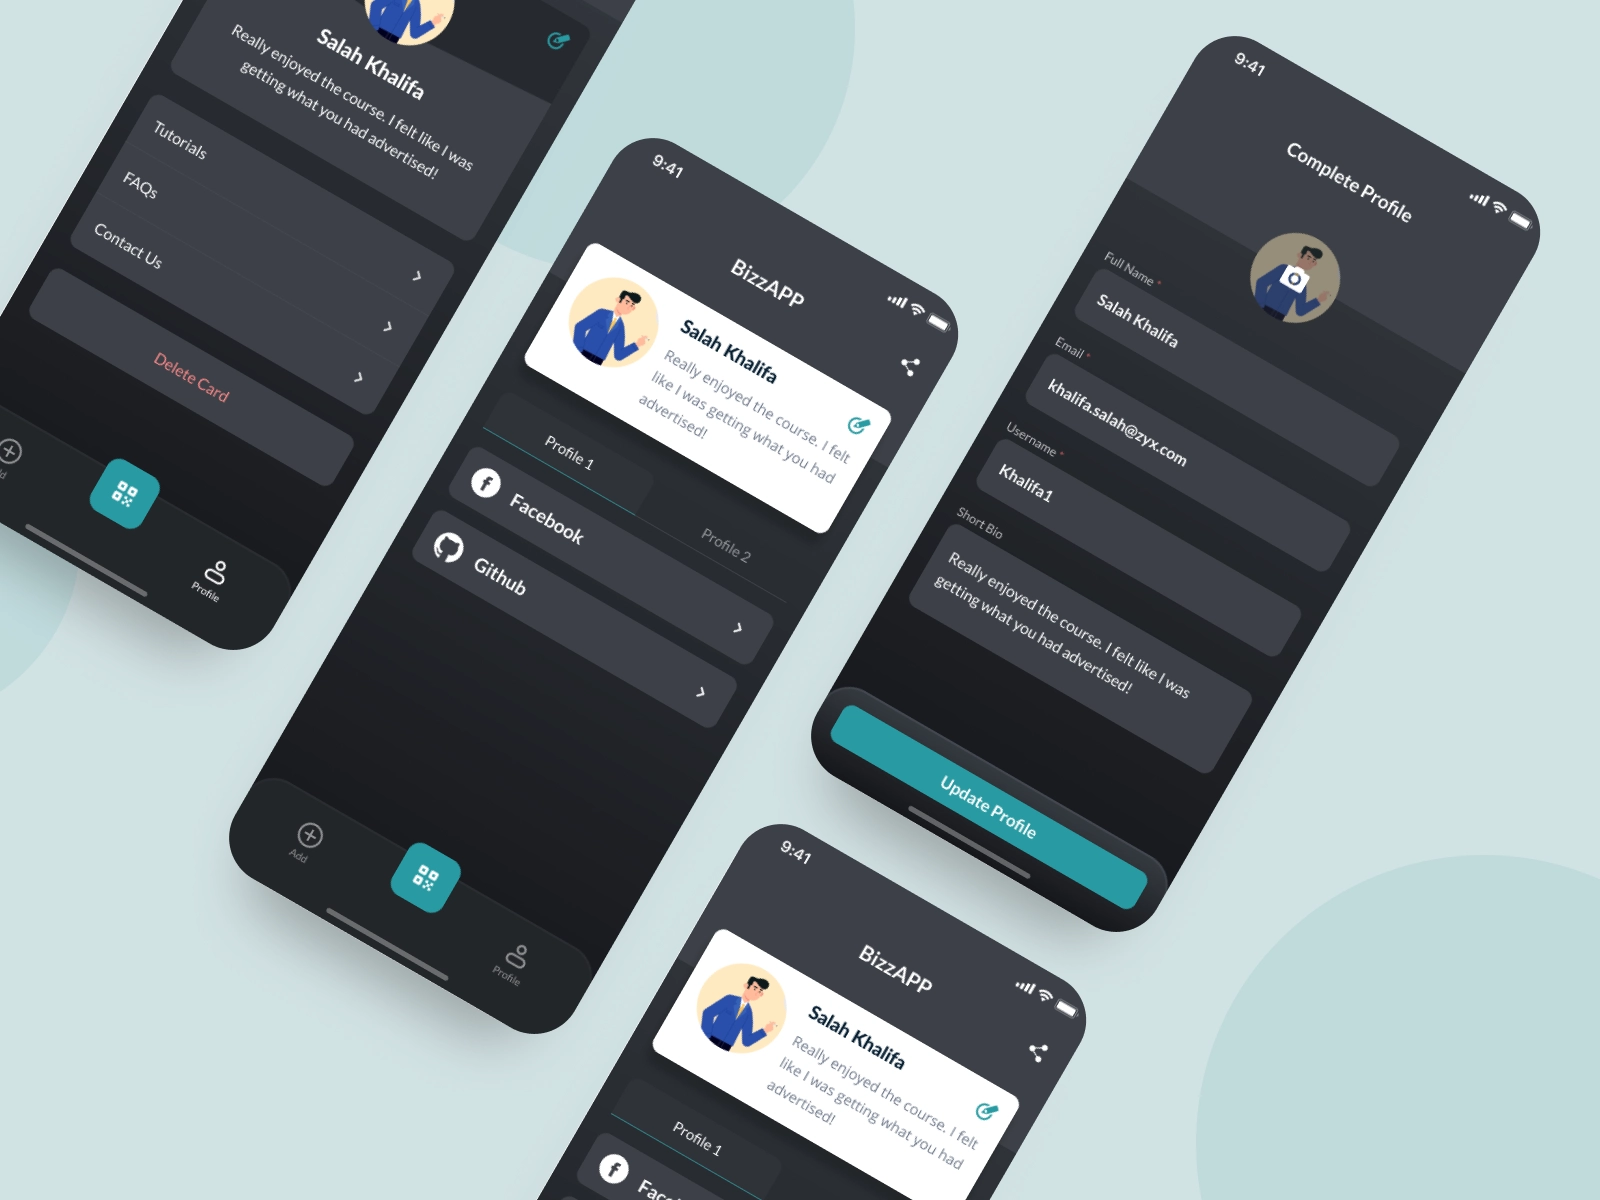 Salah Khalifa
Really enjoyed the course. I felt like I was
getting what you had advertised!
Tutorials
FAQs
Contact Us
Delete Card
Profile
9:41
BizzAPP
Salah Khalifa
Really enjoyed the course. I felt
like I was getting what you had
advertised!
Profile 1
Profile 2
Facebook
Github
Add
Profile
9:41
Complete Profile
Full Name *
Salah Khalifa
Email *
khalifa.salah@zyx.com
Username *
Khalifa1
Short Bio
Really enjoyed the course. I felt like I was
getting what you had advertised!
Update Profile
9:41
BizzAPP
Salah Khalifa
Really enjoyed the course. I felt
like I was getting what you had
advertised!
Profile 1